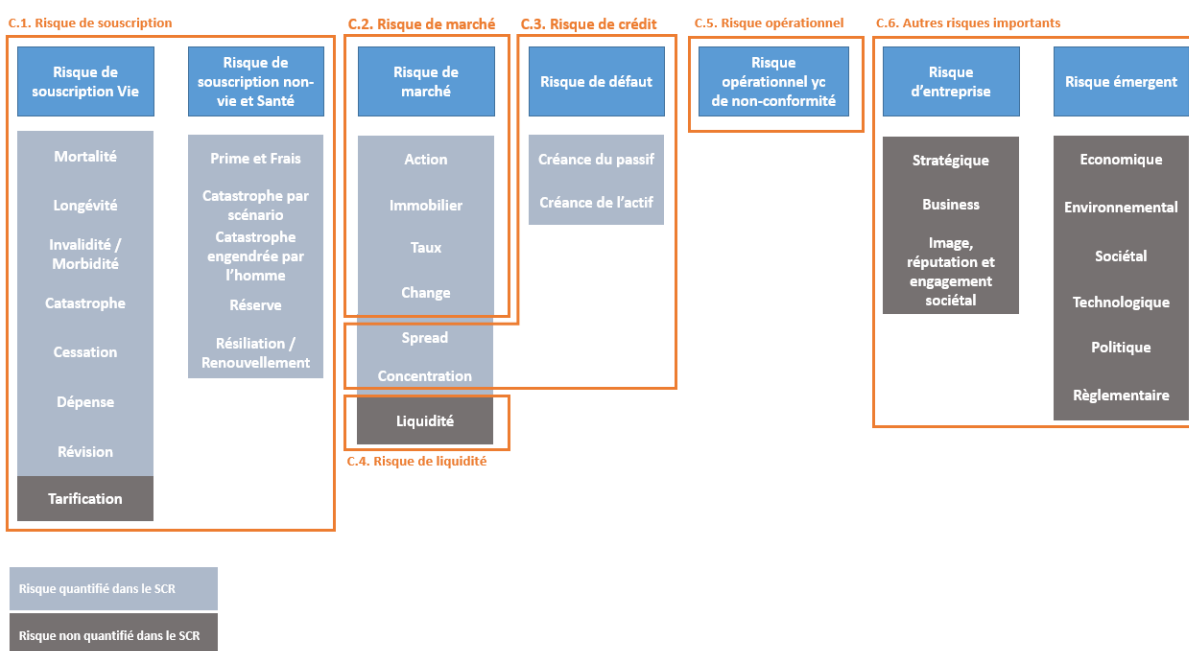 C.1. Risque de souscription
Risque de
souscription Vie
Mortalité
Longévité
Invalidité /
Morbidité
Catastrophe
Cessation
Dépense
Révision
Tarification
Risque de
souscription non-
vie et Santé
Prime et Frais
Catastrophe par
scénario
Catastrophe
engendrée par
l’homme
Réserve
Résiliation /
Renouvellement
C.2. Risque de marché
Risque de
marché
Action
Immobilier
Taux
Change
Spread
Concentration
Liquidité
C.4. Risque de liquidité
C.3. Risque de crédit
Risque de défaut
Créance du passif
Créance de l’actif
C.5. Risque opérationnel
Risque
opérationnel yc
de non-conformité
C.6. Autres risques importants
Risque
d’entreprise
Stratégique
Business
Image,
réputation et
engagement
sociétal
Risque émergent
Economique
Environnemental
Sociétal
Technologique
Politique
Règlementaire
Risque quantifié dans le SCR
Risque non quantifié dans le SCR